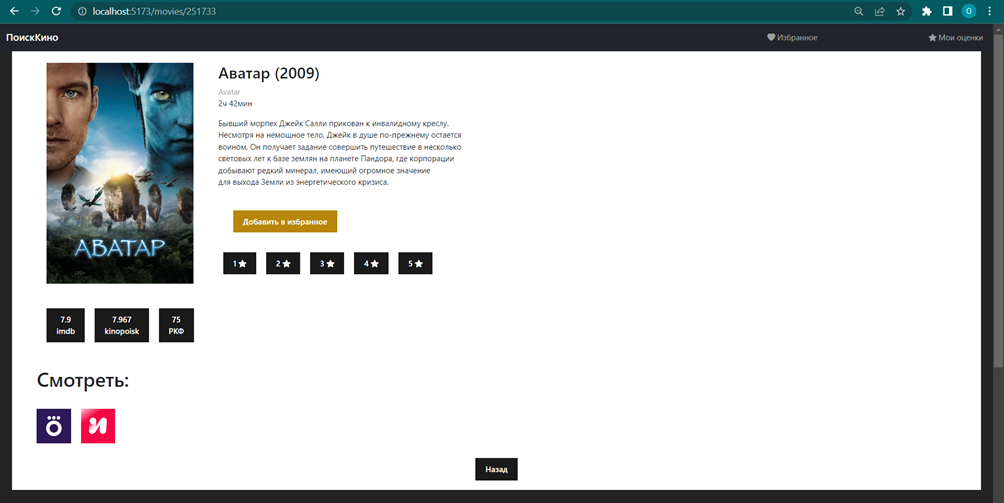 localhost:5173/movies/251733
O
ПоискКино
Избранное
Мои оценки
Аватар (2009)
Avatar
2ч 42мин
Бывший морпех Джейк Салли прикован к инвалидному креслу.
Несмотря на немощное тело, Джейк в душе по-прежнему остается
воином. Он получает задание совершить путешествие в несколько
световых лет к базе землян на планете Пандора, где корпорации
добывают редкий минерал, имеющий огромное значение
для выхода Земли из энергетического кризиса.
АВАТАР
Добавить в избранное
1
2
3
4
5
7.9
imdb
7.967
kinopoisk
75
РКФ
Смотреть:
Назад